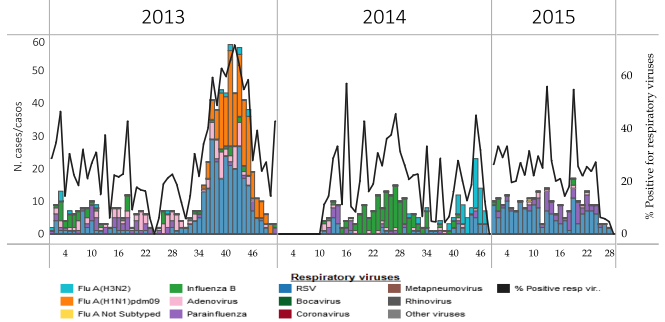 2013 2014 2015
N. cases/casos
60
50
40
30
20
10
0
% Positive for respiratory viruses
60
40
20
0
4 10 16 22 28 34 40 46 4 10 16 22 28 34 40 46 4 10 16 22 28
Respiratory viruses
Flu A(H3N2) Influenza B RSV Metapneumovirus % Positive resp vir..
Flu A(H1N1)pdm09 Adenovirus Bocavirus Rhinovirus
Flu A Not Subtyped Parainfluenza Coronavirus Other viruses